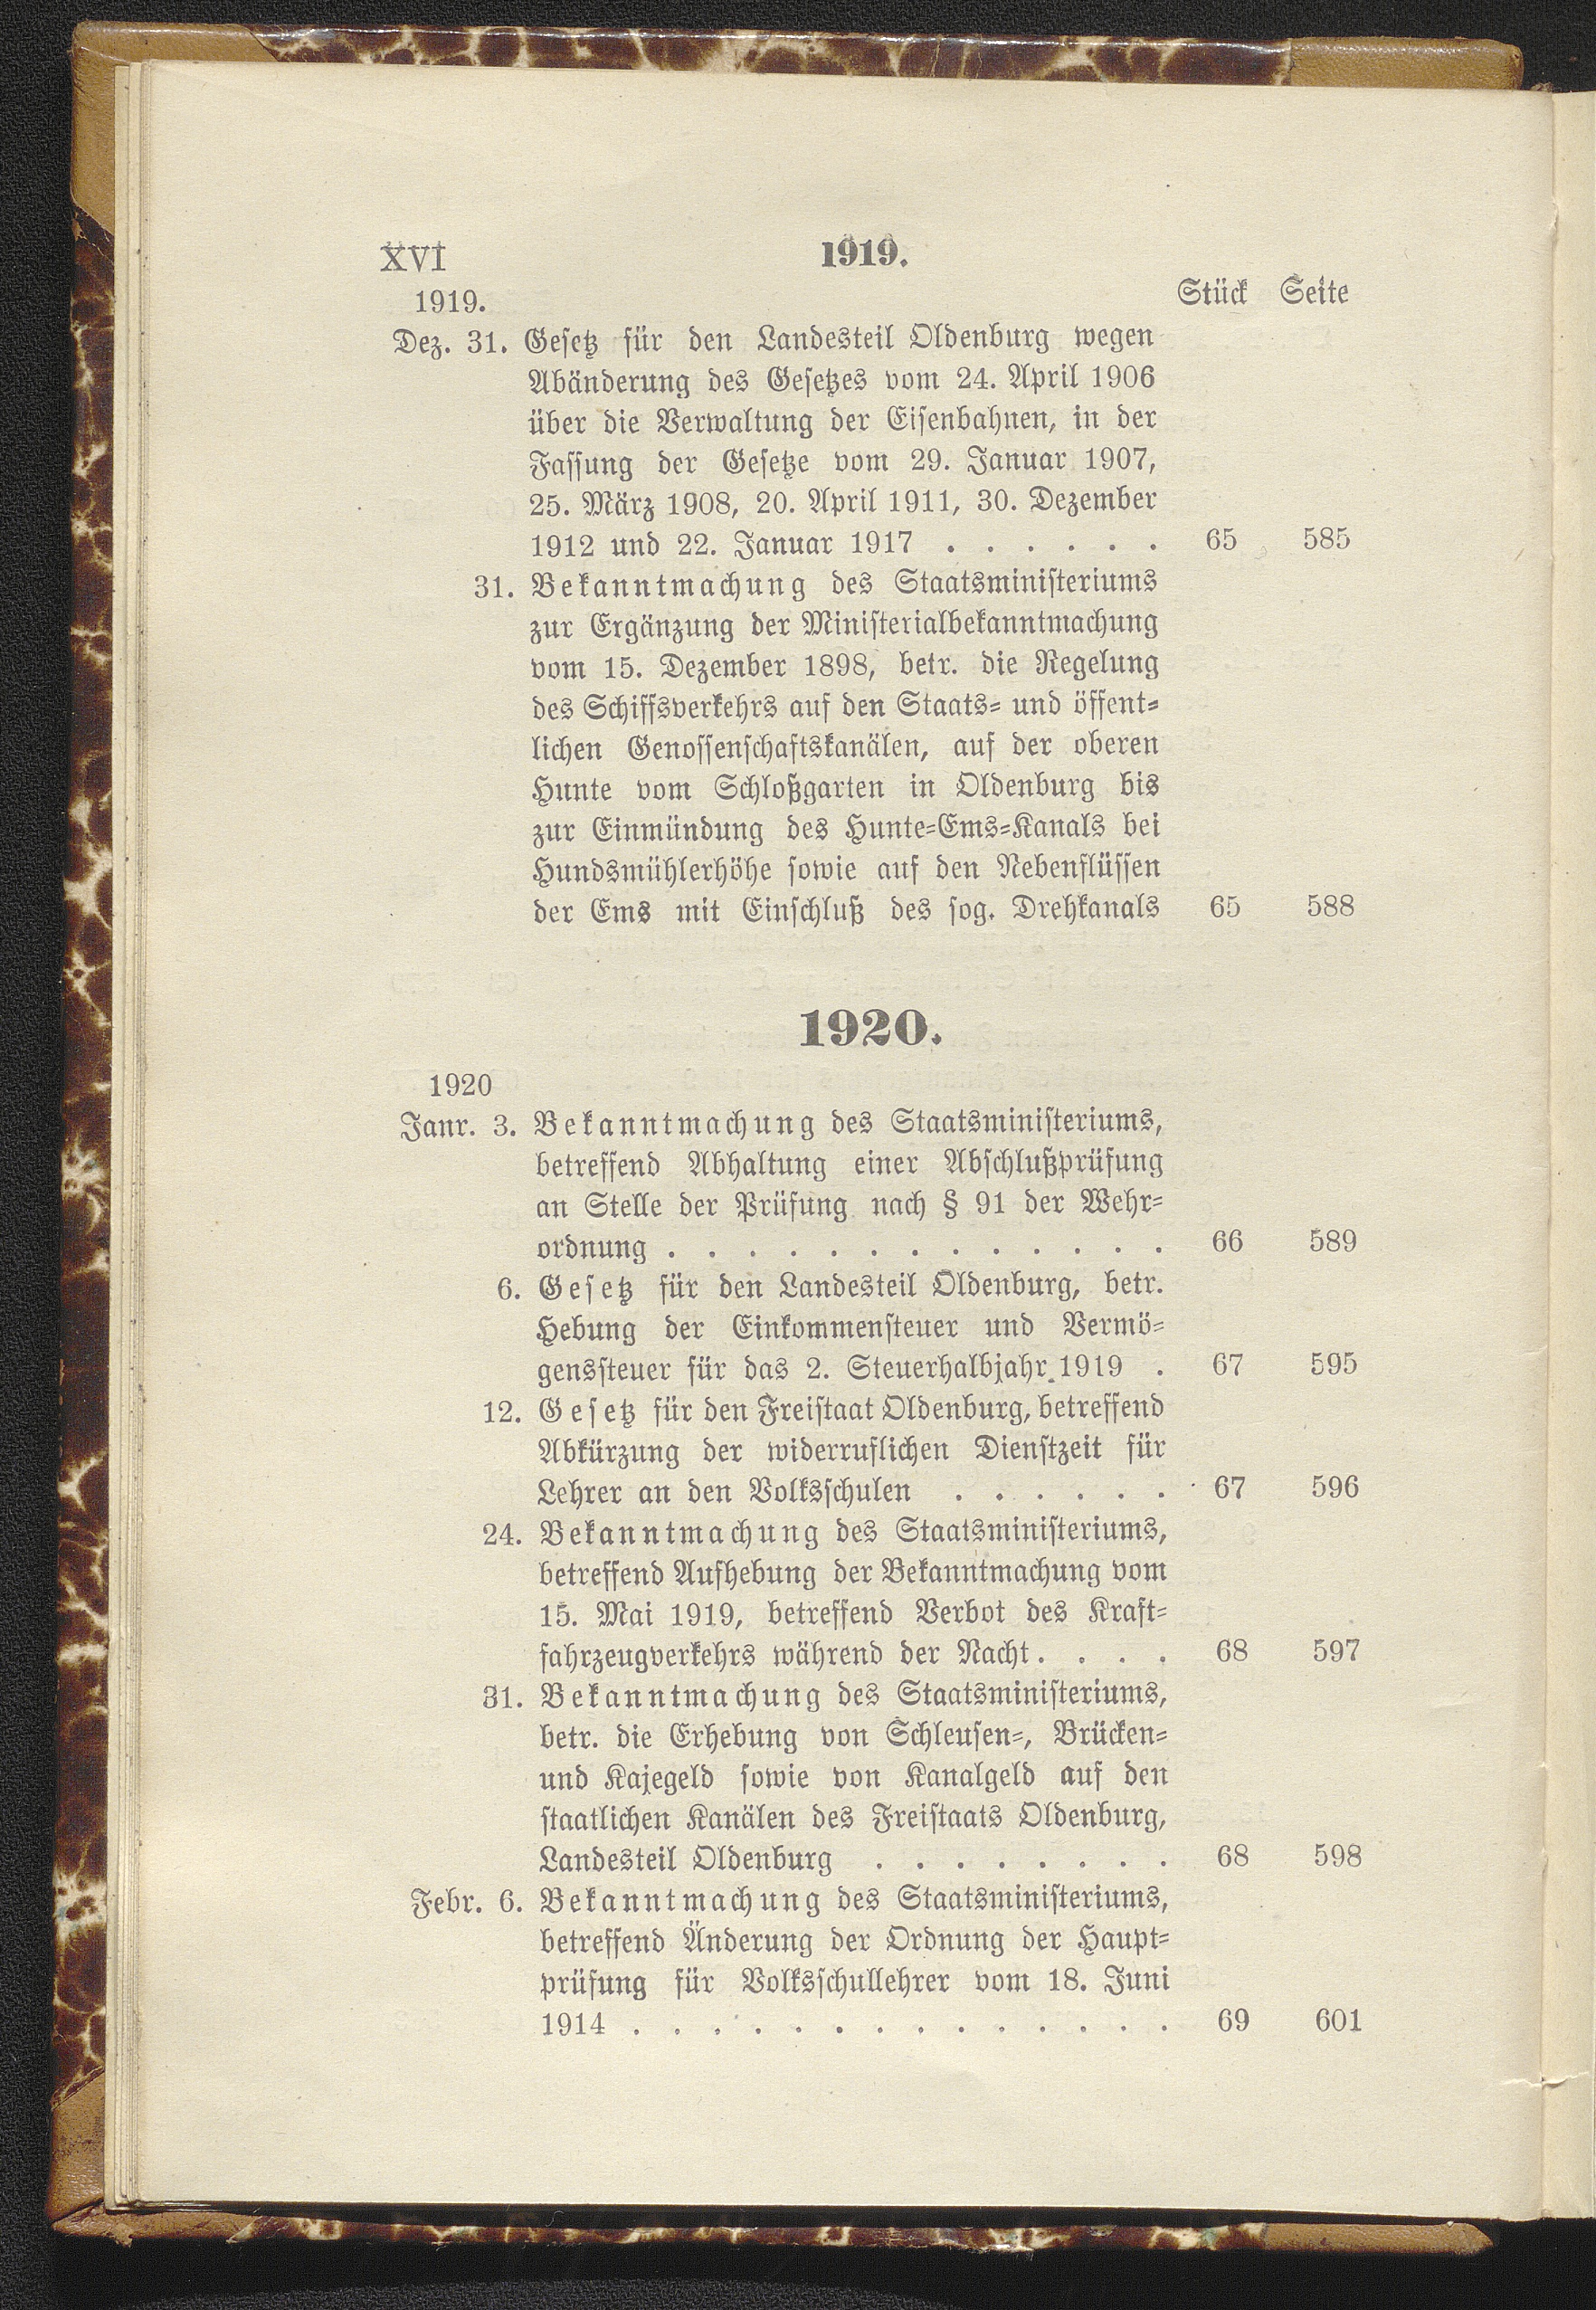 XVI 1919.
1919. Stück Seite
Dez. 31. Gesetz für den Landesteil Oldenburg wegen
Abänderung des Gesetzes vom 24. April 1906
über die Verwaltung der Eisenbahnen, in der
Fassung der Gesetze vom 29. Januar 1907,
25. März 1908, 20. April 1911, 30. Dezember
1912 und 22. Januar 1917 . . . . . . 65 585
31. Bekanntmachung des Staatsministeriums
zur Ergänzung der Ministerialbekanntmachung
vom 15. Dezember 1898, betr. die Regelung
des Schiffsverkehrs auf den Staats- und öffent-
lichen Genossenschaftskanälen, auf der oberen
Hunte vom Schloßgarten in Oldenburg bis
zur Einmündung des Hunte-Ems-Kanals bei
Hundsmühlerhöhe sowie auf den Nebenflüssen
der Ems mit Einschluß des sog. Drehkanals 65 588
1920.
1920
Janr. 3. Bekanntmachung des Staatsministeriums,
betreffend Abhaltung einer Abschlußprüfung
an Stelle der Prüfung nach § 91 der Wehr-
ordnung . . . . . . . . . . . . . 66 589
6. Gesetz für den Landesteil Oldenburg, betr.
Hebung der Einkommensteuer und Vermö-
genssteuer für das 2. Steuerhalbjahr 1919 . 67 595
12. Gesetz für den Freistaat Oldenburg, betreffend
Abkürzung der widerruflichen Dienstzeit für
Lehrer an den Volksschulen . . . . . . 67 596
24. Bekanntmachung des Staatsministeriums,
betreffend Aufhebung der Bekanntmachung vom
15. Mai 1919, betreffend Verbot des Kraft-
fahrzeugverkehrs während der Nacht. . . . 68 597
31. Bekanntmachung des Staatsministeriums,
betr. die Erhebung von Schleusen-, Brücken-
und Kajegeld sowie von Kanalgeld auf den
staatlichen Kanälen des Freistaats Oldenburg,
Landesteil Oldenburg . . . . . . . . 68 598
Febr. 6. Bekanntmachung des Staatsministeriums,
betreffend Änderung der Ordnung der Haupt-
prüfung für Volksschullehrer vom 18. Juni
1914 . . . . . . . . . . . . . . 69 601